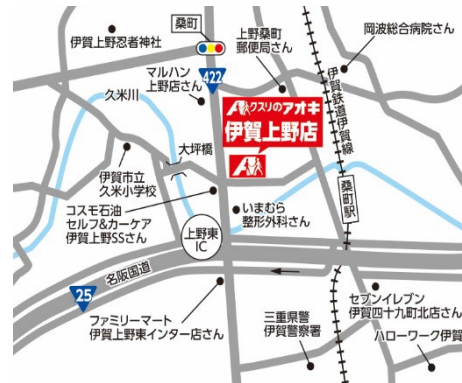 桑町
伊賀上野忍者神社
上野桑町
郵便局さん
岡波総合病院さん
422
マルハン
上野店さん
久米川
クスリのアオキ
伊賀上野店
伊賀鉄道伊賀線
大坪橋
伊賀市立
久米小学校
桑町駅
コスモ石油
セルフ&カーケア
伊賀上野SSさん
いまむら
整形外科さん
上野東
IC
名阪国道
25
ファミリーマート
伊賀上野東インター店さん
三重県警
伊賀警察署
セブンイレブン
伊賀四十九町北店さん
ハローワーク伊賀